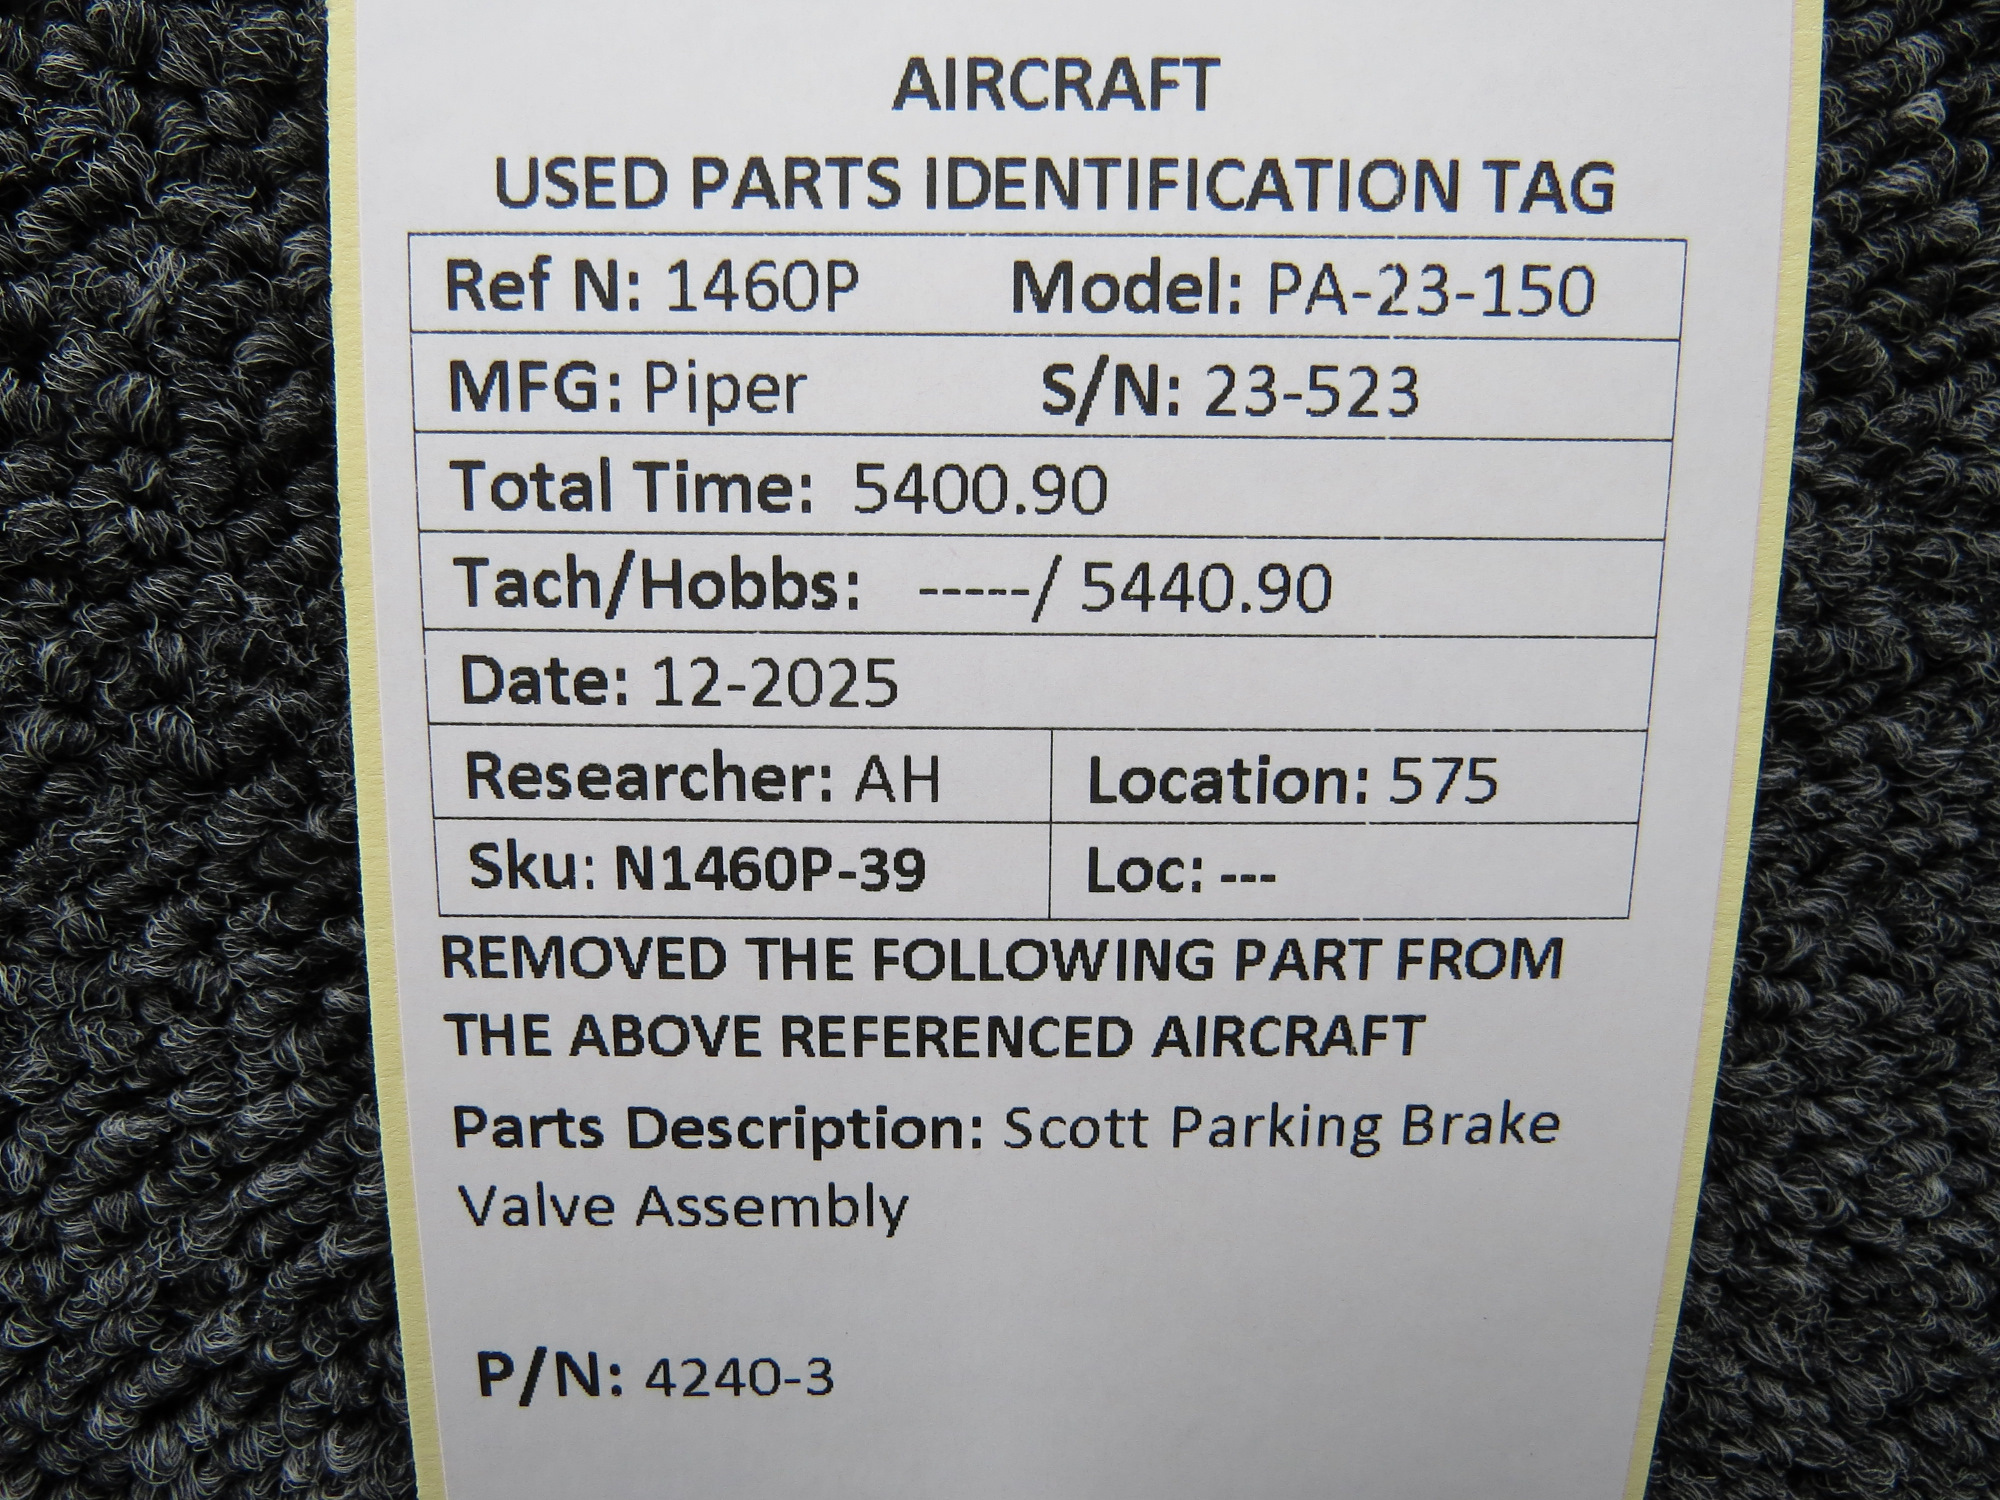 AIRCRAFT
USED PARTS IDENTIFICATION TAG
Ref N: 1460P Model: PA-23-150
MFG: Piper S/N: 23-523
Total Time: 5400.90
Tach/Hobbs: -----/ 5440.90
Date: 12-2025
Researcher: AH Location: 575
Sku: N1460P-39 Loc: ---
REMOVED THE FOLLOWING PART FROM
THE ABOVE REFERENCED AIRCRAFT
Parts Description: Scott Parking Brake
Valve Assembly
P/N: 4240-3